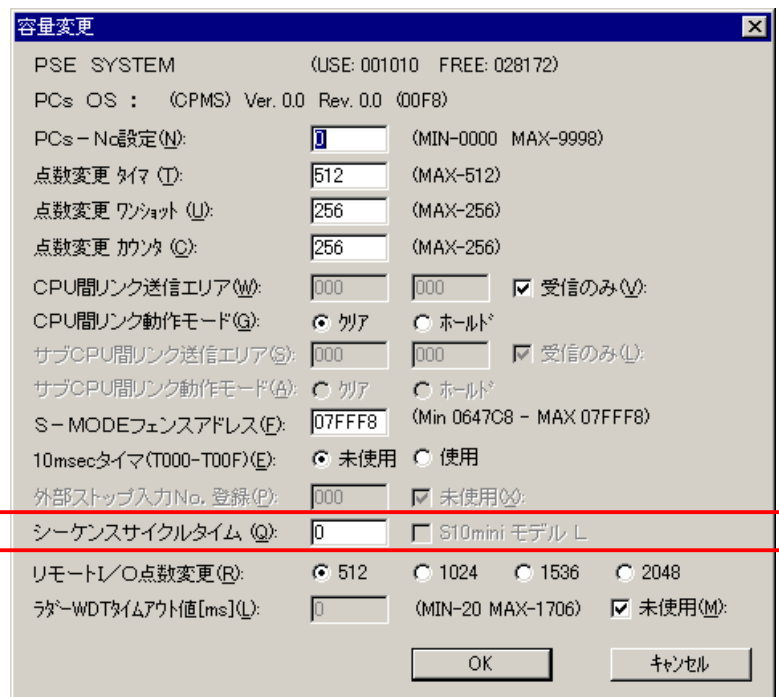 容量変更
PSE SYSTEM (USE: 001010 FREE: 028172)
PCs OS : (CPMS) Ver. 0.0 Rev. 0.0 (00F8)
PCs－No設定(N): 0 (MIN-0000 MAX-9998)
点数変更 ﾀｲﾏ (T): 512 (MAX-512)
点数変更 ﾜﾝｼｮｯﾄ (U): 256 (MAX-256)
点数変更 ｶｳﾝﾀ (C): 256 (MAX-256)
CPU間リンク送信エリア(W): 000 000 受信のみ(V):
CPU間リンク動作モード(G): ｸﾘｱ ﾎｰﾙﾄﾞ
サブCPU間リンク送信エリア(S): 000 000 受信のみ(L):
サブCPU間リンク動作モード(A): ｸﾘｱ ﾎｰﾙﾄﾞ
S－MODEフェンスアドレス(F): 07FFF8 (Min 0647C8 - MAX 07FFF8)
10msecタイマ(T000-T00F)(E): 未使用 使用
外部ストップ入力No. 登録(P): 000 未使用(X):
シーケンスサイクルタイム (Q): 0 S10mini モデル L
リモートI／O点数変更(R): 512 1024 1536 2048
ﾗﾀﾞｰWDTﾀｲﾑｱｳﾄ値[ms](L): 0 (MIN-20 MAX-1706) 未使用(M):
OK ｷｬﾝｾﾙ